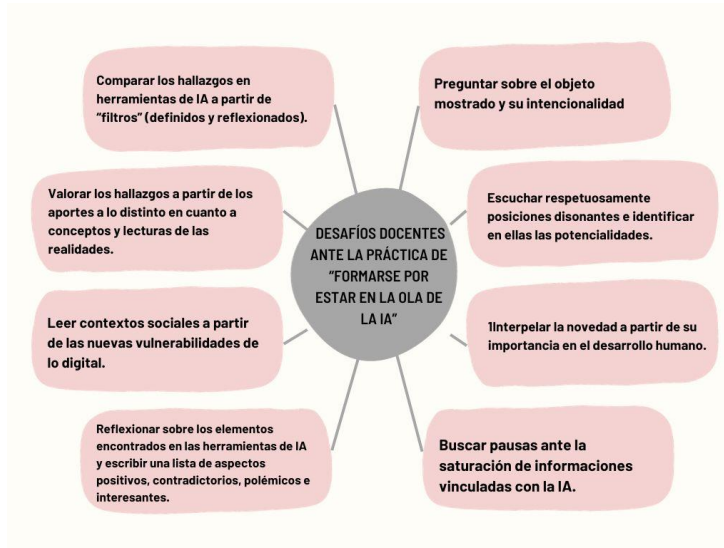 Comparar los hallazgos en
herramientas de IA a partir de
"filtros" (definidos y reflexionados).
Preguntar sobre el objeto
mostrado y su intencionalidad
Valorar los hallazgos a partir de los
aportes a lo distinto en cuanto a
conceptos y lecturas de las
realidades.
Escuchar respetuosamente
posiciones disonantes e identificar
en ellas las potencialidades.
DESAFÍOS DOCENTES
ANTE LA PRÁCTICA DE
"FORMARSE POR
ESTAR EN LA OLA DE
LA IA"
Leer contextos sociales a partir
de las nuevas vulnerabilidades de
lo digital.
1Interpelar la novedad a partir de su
importancia en el desarrollo humano.
Reflexionar sobre los elementos
encontrados en las herramientas de IA
y escribir una lista de aspectos
positivos, contradictorios, polémicos e
interesantes.
Buscar pausas ante la
saturación de informaciones
vinculadas con la IA.